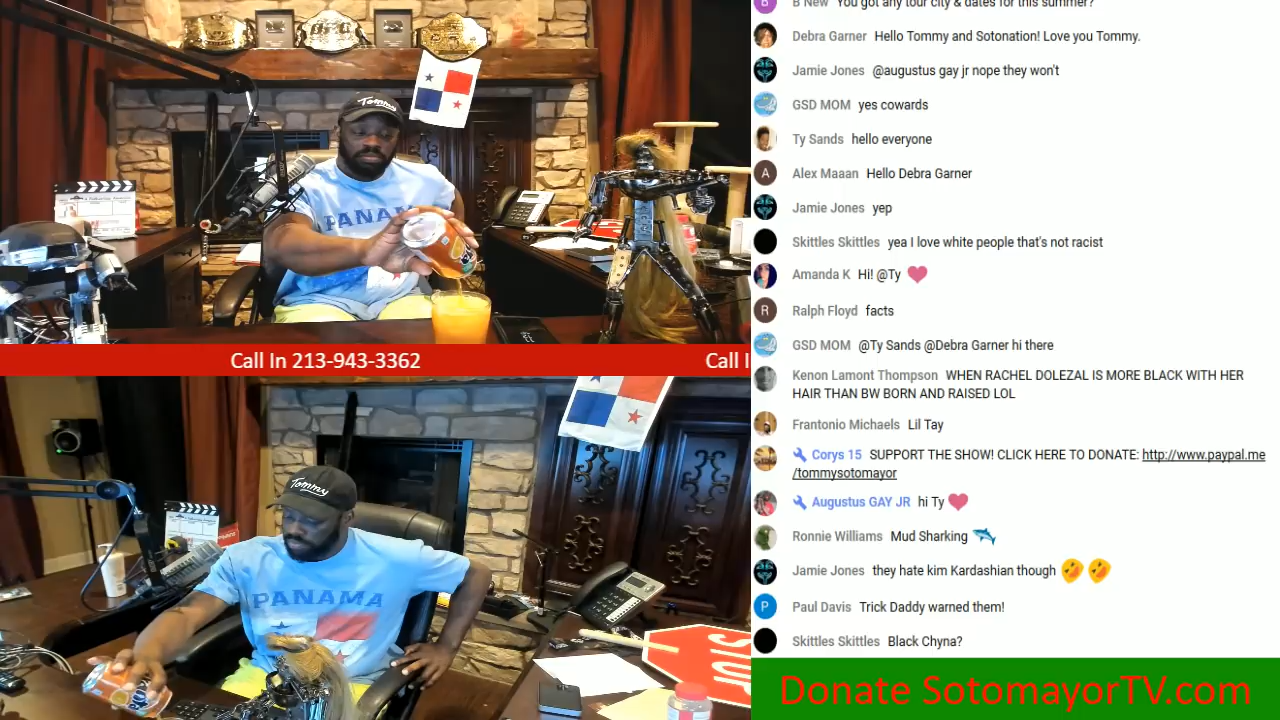 Tommy
PANAM
Call In 213-943-3362
Call I
Tommy
PANAMA
B New You got any tour city & dates for this summer?
Debra Garner Hello Tommy and Sotonation! Love you Tommy.
Jamie Jones @augustus gay jr nope they won't
GSD MOM yes cowards
Ty Sands hello everyone
A Alex Maaan Hello Debra Garner
Jamie Jones yep
Skittles Skittles yea I love white people that's not racist
Amanda K Hi! @Ty
R Ralph Floyd facts
GSD MOM @Ty Sands @Debra Garner hi there
Kenon Lamont Thompson WHEN RACHEL DOLEZAL IS MORE BLACK WITH HER
HAIR THAN BW BORN AND RAISED LOL
Frantonio Michaels Lil Tay
Corys 15 SUPPORT THE SHOW! CLICK HERE TO DONATE: http://www.paypal.me
/tommysotomayor
Augustus GAY JR hi Ty
Ronnie Williams Mud Sharking
Jamie Jones they hate kim Kardashian though
P Paul Davis Trick Daddy warned them!
Skittles Skittles Black Chyna?
Donate SotomayorTV.com